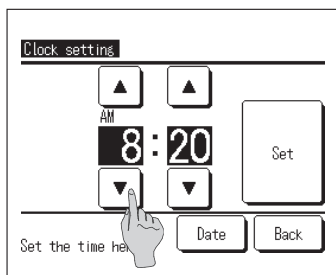 Clock setting
▲ ▲
AM
8:20
Set
▼ ▼
Date
Back
Set the time he